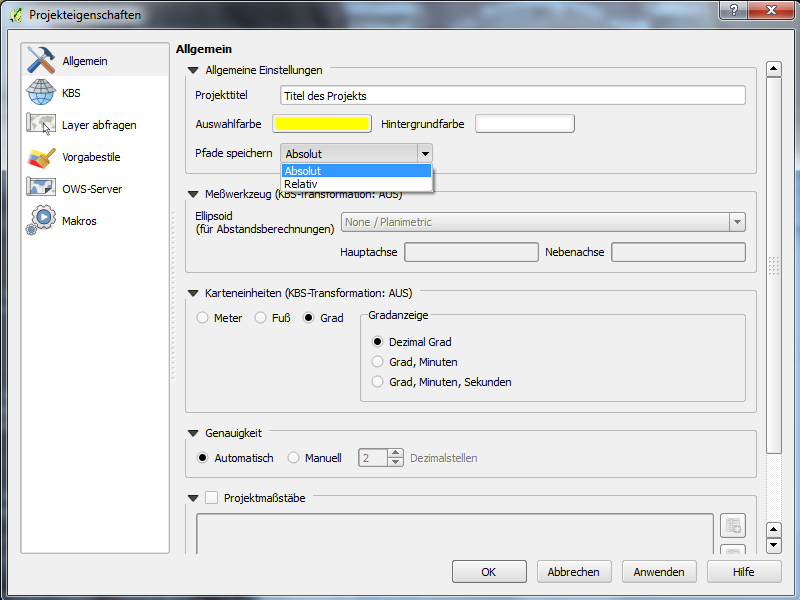 Projekteigenschaften
Allgemein
KBS
Layer abfragen
Vorgabestile
OWS-Server
Makros
Allgemein
Allgemeine Einstellungen
Projekttitel Titel des Projekts
Auswahlfarbe Hintergrundfarbe
Pfade speichern Absolut
Absolut
Relativ
Meßwerkzeug (KBS-Transformation: AUS)
Ellipsoid
(für Abstandsberechnungen) None / Planimetric
Hauptachse Nebenachse
Karteneinheiten (KBS-Transformation: AUS)
Meter Fuß Grad
Gradanzeige
Dezimal Grad
Grad, Minuten
Grad, Minuten, Sekunden
Genauigkeit
Automatisch Manuell 2 Dezimalstellen
Projektmaßstäbe
OK Abbrechen Anwenden Hilfe